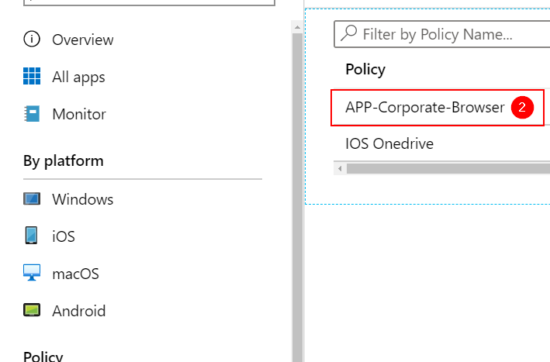 Overview
All apps
Monitor
By platform
Windows
iOS
macOS
Android
Policy
Filter by Policy Name...
Policy
APP-Corporate-Browser 2
IOS Onedrive